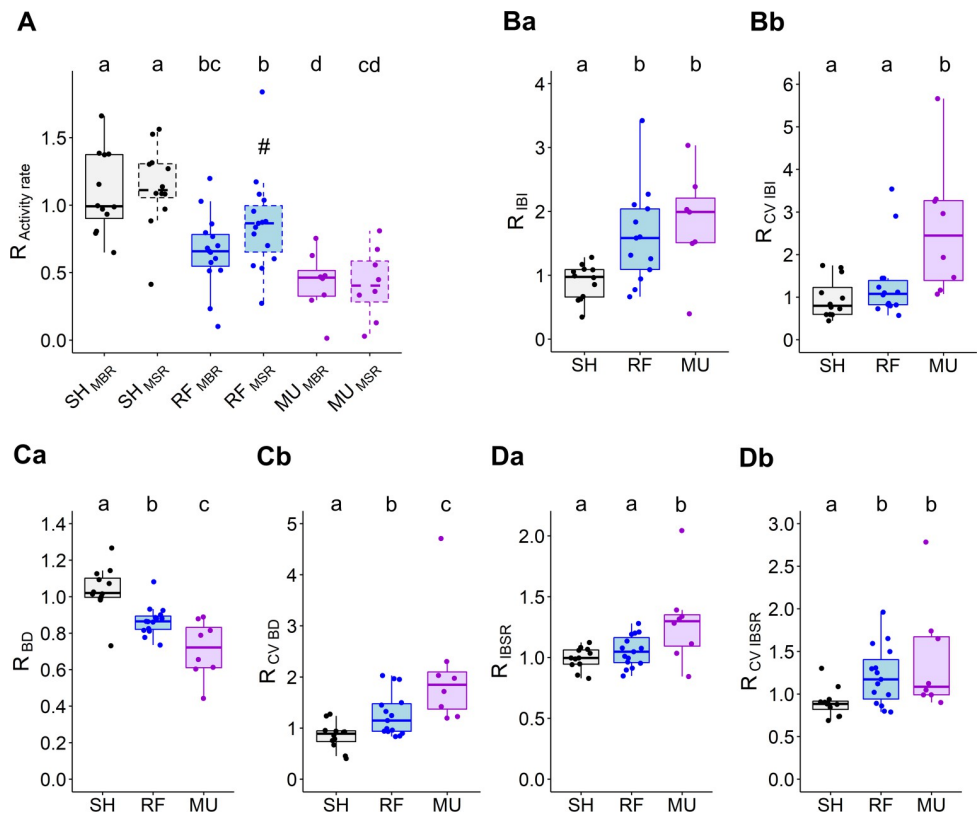 A
a a bc b d cd
#
R Activity rate
1.5
1.0
0.5
0.0
SH MBR SH MSR RF MBR RF MSR MU MBR MU MSR
Ba
a b b
R IBI
4
3
2
1
0
SH RF MU
Bb
a a b
R CV IBI
6
5
4
3
2
1
0
SH RF MU
Ca
a b c
R BD
1.4
1.2
1.0
0.8
0.6
0.4
0.2
0.0
SH RF MU
Cb
a b c
R CV BD
5
4
3
2
1
0
SH RF MU
Da
a a b
R IBSR
2.0
1.5
1.0
0.5
0.0
SH RF MU
Db
a b b
R CV IBSR
3.0
2.5
2.0
1.5
1.0
0.5
0.0
SH RF MU